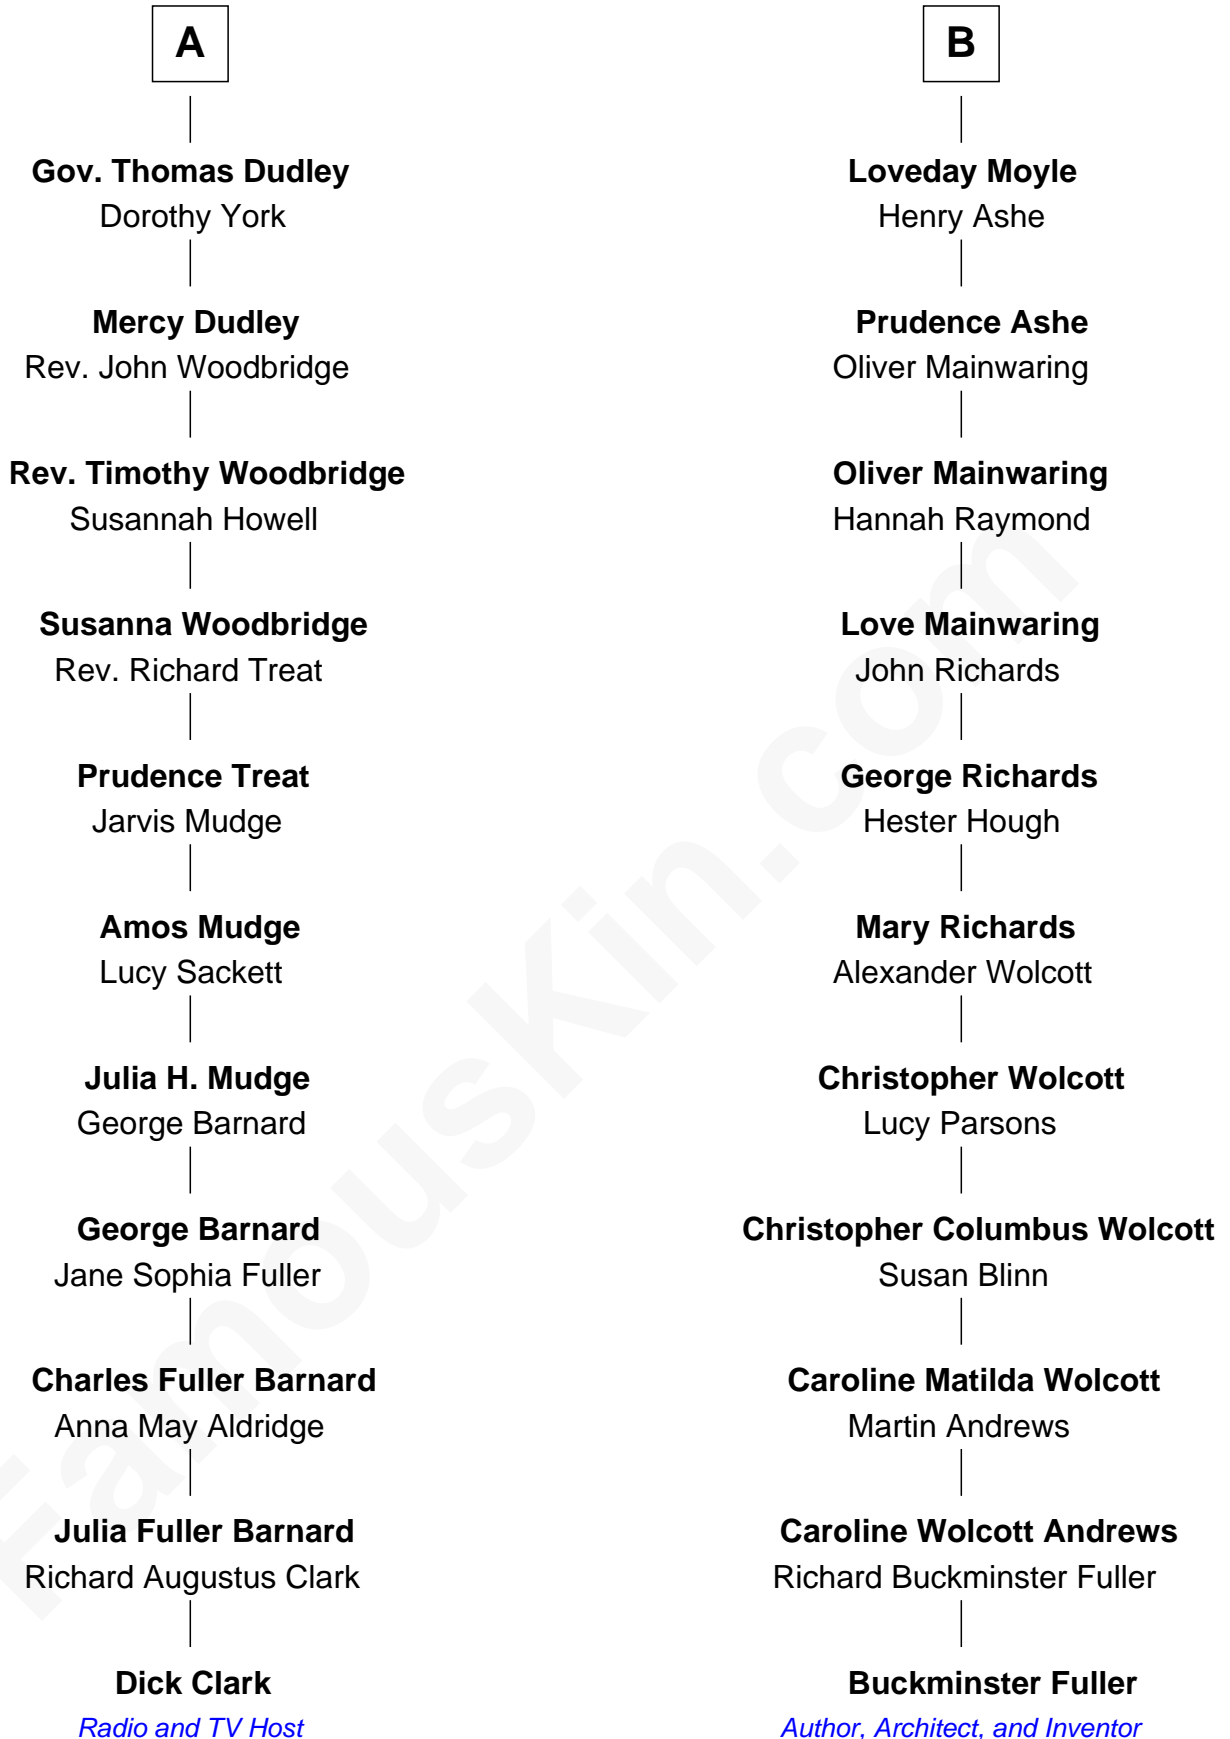 A
Gov. Thomas Dudley
Dorothy York
Mercy Dudley
Rev. John Woodbridge
Rev. Timothy Woodbridge
Susannah Howell
Susanna Woodbridge
Rev. Richard Treat
Prudence Treat
Jarvis Mudge
Amos Mudge
Lucy Sackett
Julia H. Mudge
George Barnard
George Barnard
Jane Sophia Fuller
Charles Fuller Barnard
Anna May Aldridge
Julia Fuller Barnard
Richard Augustus Clark
Dick Clark
Radio and TV Host
B
Loveday Moyle
Henry Ashe
Prudence Ashe
Oliver Mainwaring
Oliver Mainwaring
Hannah Raymond
Love Mainwaring
John Richards
George Richards
Hester Hough
Mary Richards
Alexander Wolcott
Christopher Wolcott
Lucy Parsons
Christopher Columbus Wolcott
Susan Blinn
Caroline Matilda Wolcott
Martin Andrews
Caroline Wolcott Andrews
Richard Buckminster Fuller
Buckminster Fuller
Author, Architect, and Inventor
FamousKin.com